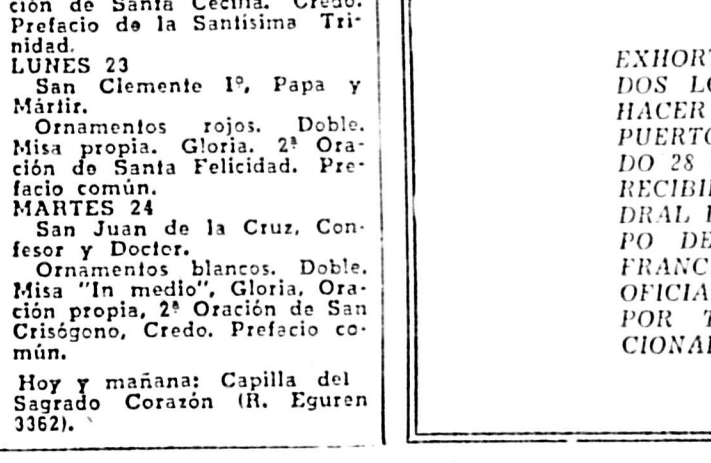 ción de Santa Cecilia. Credo.
Prefacio de la Santísima Tri-
nidad.
LUNES 23
San Clemente Iº, Papa y
Mártir.
Ornamentos rojos. Doble.
Misa propia. Gloria. 2ª Ora-
ción de Santa Felicidad. Pre-
facio común.
MARTES 24
San Juan de la Cruz, Con-
fesor y Doctor.
Ornamentos blancos. Doble.
Misa "In medio", Gloria, Ora-
ción propia, 2ª Oración de San
Crisógono, Credo. Prefacio co-
mún.
Hoy y mañana: Capilla del
Sagrado Corazón (R. Eguren
3362).
EXHORT
DOS LO
HACER
PUERTO
DO 28
RECIBI
DRAL
PO DE
FRANC
OFICIA
POR T
CIONAL